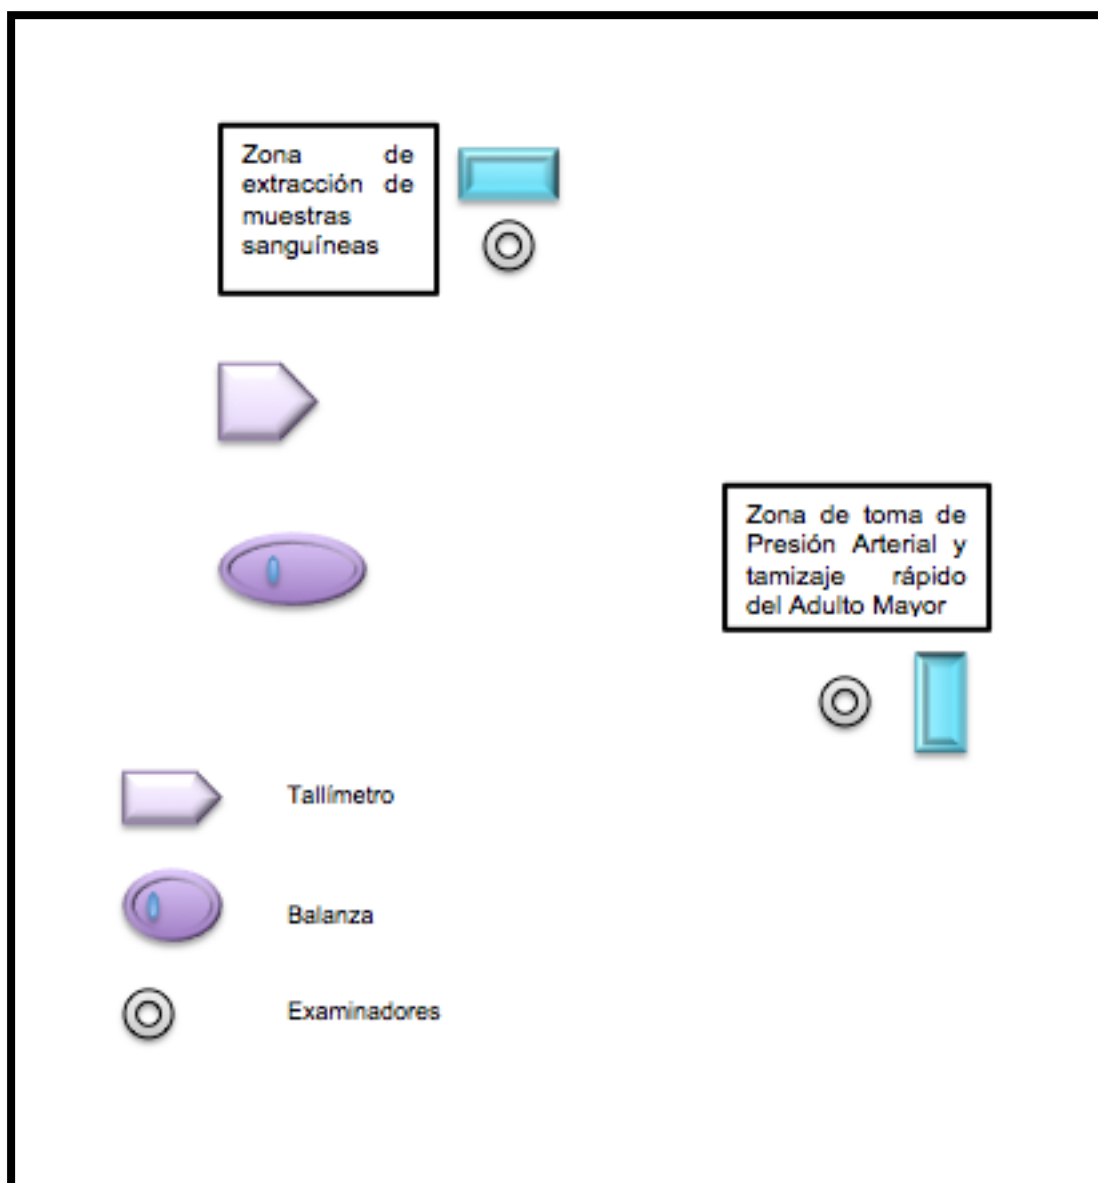 Zona de
extracción de
muestras
sanguíneas
Zona de toma de
Presión Arterial y
tamizaje rápido
del Adulto Mayor
Tallímetro
Balanza
Examinadores